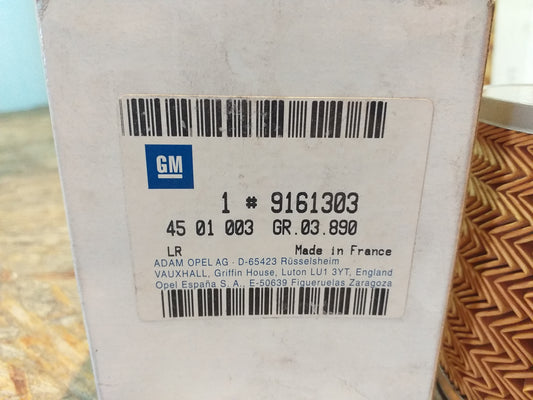 GM
1 # 9161303
45 01 003 GR.03.890
LR Made in France
ADAM OPEL AG · D-65423 Rüsselsheim
VAUXHALL, Griffin House, Luton LU1 3YT, England
Opel España S. A., E-50639 Figueruelas Zaragoza